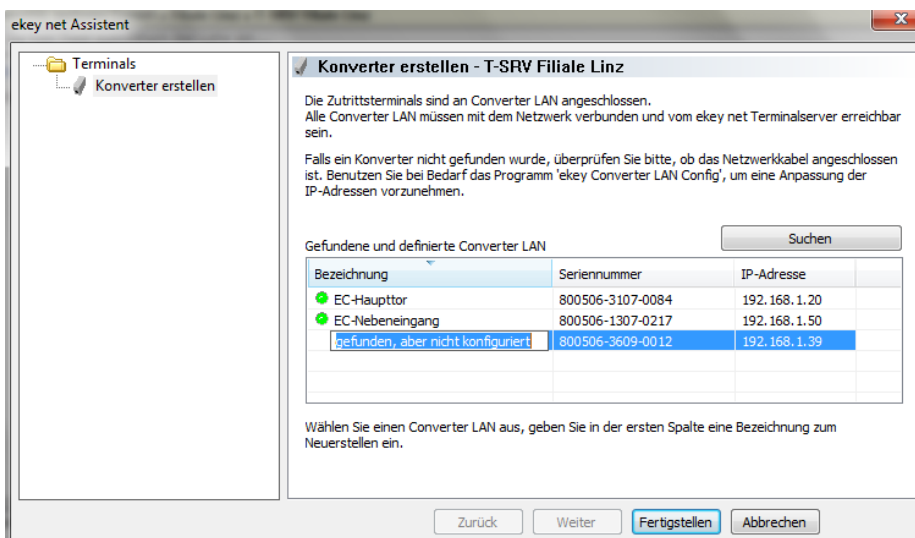 ekey net Assistent
Terminals
Konverter erstellen
Konverter erstellen - T-SRV Filiale Linz
Die Zutrittsterminals sind an Converter LAN angeschlossen.
Alle Converter LAN müssen mit dem Netzwerk verbunden und vom ekey net Terminalserver erreichbar
sein.
Falls ein Konverter nicht gefunden wurde, überprüfen Sie bitte, ob das Netzwerkkabel angeschlossen
ist. Benutzen Sie bei Bedarf das Programm 'ekey Converter LAN Config', um eine Anpassung der
IP-Adressen vorzunehmen.
Suchen
Gefundene und definierte Converter LAN
Bezeichnung Seriennummer IP-Adresse
EC-Haupttor 800506-3107-0084 192.168.1.20
EC-Nebeneingang 800506-1307-0217 192.168.1.50
gefunden, aber nicht konfiguriert 800506-3609-0012 192.168.1.39
Wählen Sie einen Converter LAN aus, geben Sie in der ersten Spalte eine Bezeichnung zum
Neuerstellen ein.
Zurück Weiter Fertigstellen Abbrechen